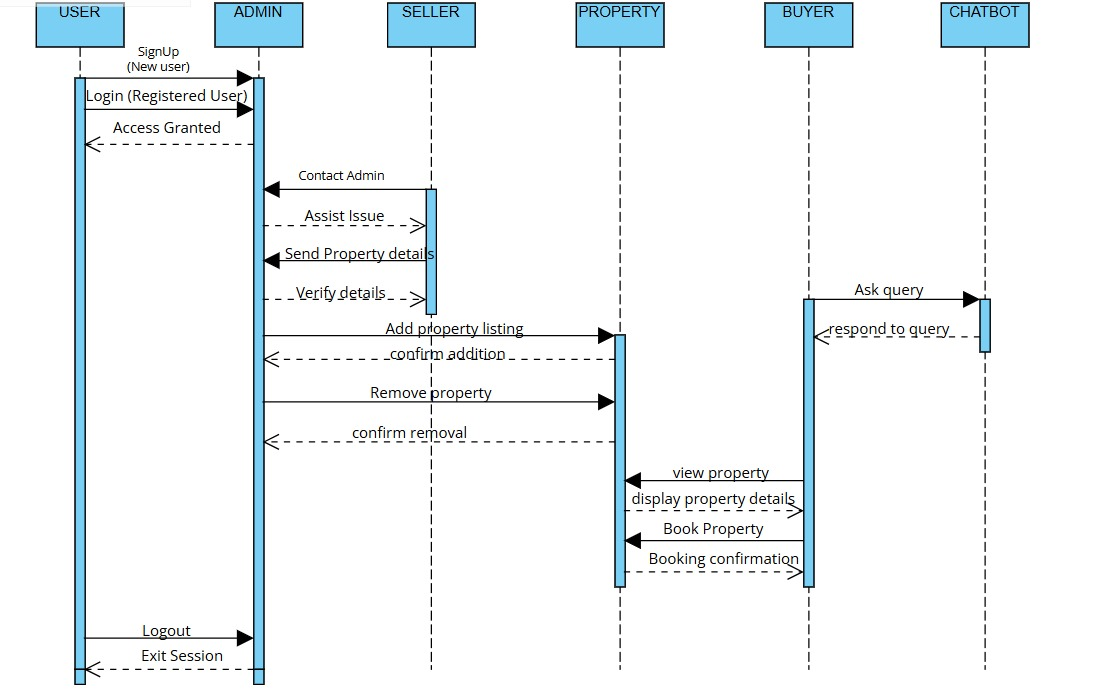 USER
ADMIN
SELLER
PROPERTY
BUYER
CHATBOT
SignUp
(New user)
Login (Registered User)
Access Granted
Contact Admin
Assist Issue
Send Property details
Verify details
Ask query
Add property listing
respond to query
confirm addition
Remove property
confirm removal
view property
display property details
Book Property
Booking confirmation
Logout
Exit Session